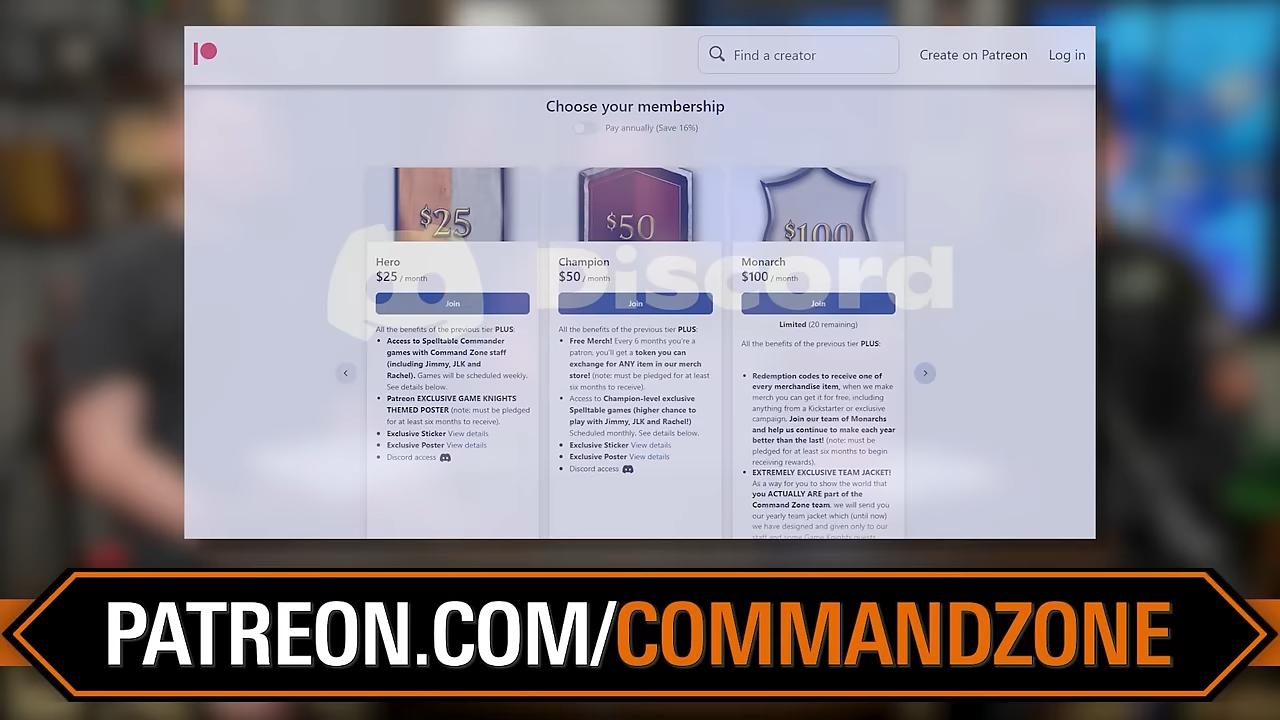 Find a creator
Create on Patreon
Log in
Choose your membership
Pay annually (Save 16%)
$25
$50
$100
Discord
Hero
$25 / month
Join
All the benefits of the previous tier PLUS:
• Access to Spelltable Commander
games with Command Zone staff
(including Jimmy, JLK and
Rachel). Games will be scheduled weekly.
See details below.
• Patreon EXCLUSIVE GAME KNIGHTS
THEMED POSTER (note: must be pledged
for at least six months to receive).
• Exclusive Sticker View details
• Exclusive Poster View details
• Discord access
Champion
$50 / month
Join
All the benefits of the previous tier PLUS:
• Free Merch! Every 6 months you're a
patron, you'll get a token you can
exchange for ANY item in our merch
store! (note: must be pledged for at least
six months to receive).
• Access to Champion-level exclusive
Spelltable games (higher chance to
play with Jimmy, JLK and Rachel!)
Scheduled monthly. See details below.
• Exclusive Sticker View details
• Exclusive Poster View details
• Discord access
Monarch
$100 / month
Join
Limited (20 remaining)
All the benefits of the previous tier PLUS:
• Redemption codes to receive one of
every merchandise item, when we make
merch you can get it for free, including
anything from a Kickstarter or exclusive
campaign. Join our team of Monarchs
and help us continue to make each year
better than the last! (note: must be
pledged for at least six months to begin
receiving rewards).
• EXTREMELY EXCLUSIVE TEAM JACKET!
As a way for you to show the world that
you ACTUALLY ARE part of the
Command Zone team, we will send you
our yearly team jacket which (until now)
we have designed and given only to our
staff and some Game Knights guests
PATREON.COM/COMMANDZONE